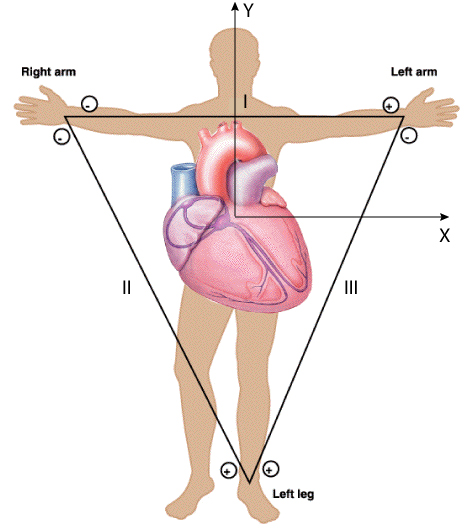 Y
Right arm
Left arm
-
I
+
-
-
X
II
III
+
+
Left leg